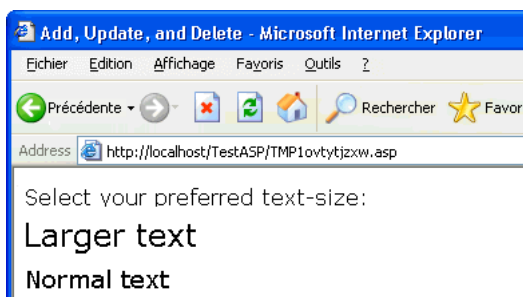 Add, Update, and Delete - Microsoft Internet Explorer
Fichier Edition Affichage Favoris Outils ?
Précédente Rechercher Favor
Address http://localhost/TestASP/TMP1ovtytjzxw.asp
Select your preferred text-size:
Larger text
Normal text